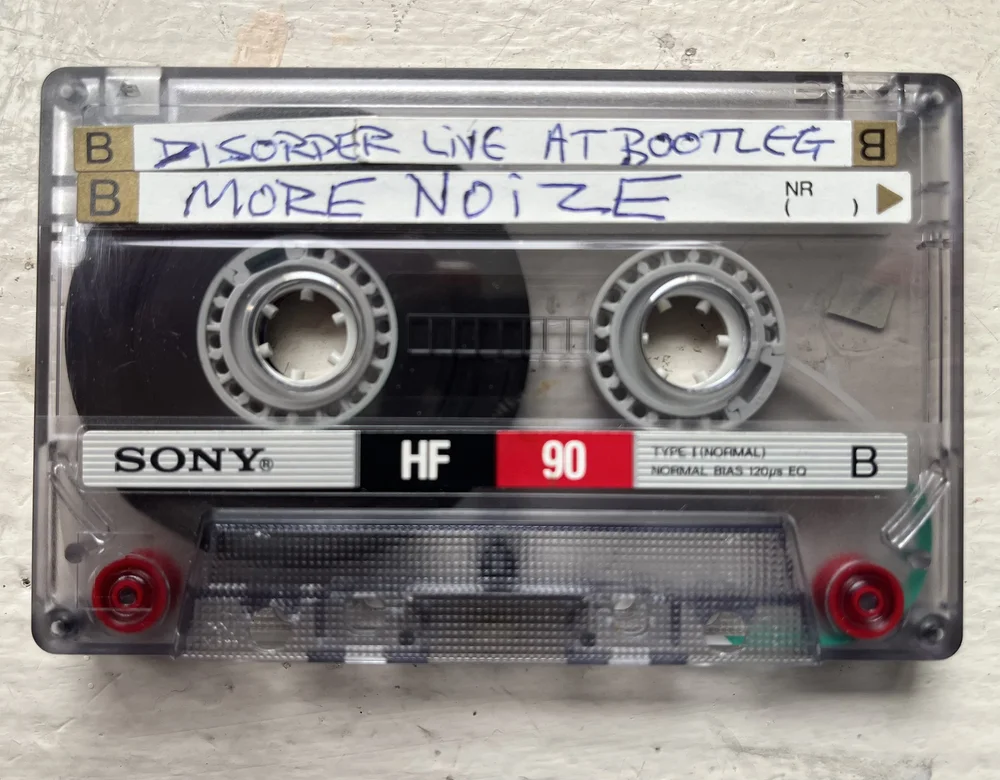 B DISORDER LiVE AT BOOTLEG B
B MORE NOiZE NR ( )
SONY® HF 90 TYPE I (NORMAL) B
NORMAL BIAS 120μs EQ